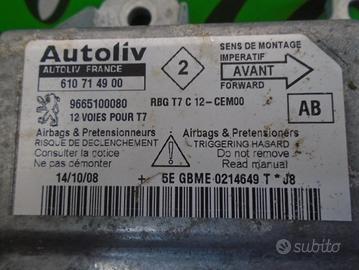 Autoliv
AUTOLIV FRANCE
610 71 49 00
2
SENS DE MONTAGE
IMPERATIF
AVANT
FORWARD
9665100080
12 VOIES POUR T7
RBG T7 C 12-CEM00
AB
Airbags & Pretensionneurs
RISQUE DE DECLENCHEMENT
Consulter la notice
Ne pas démonter
Airbags & Pretensioners
TRIGGERING HASARD
Do not remove
Read manual
14/10/08
+ 5E GBME 0214649 T * J8
subito